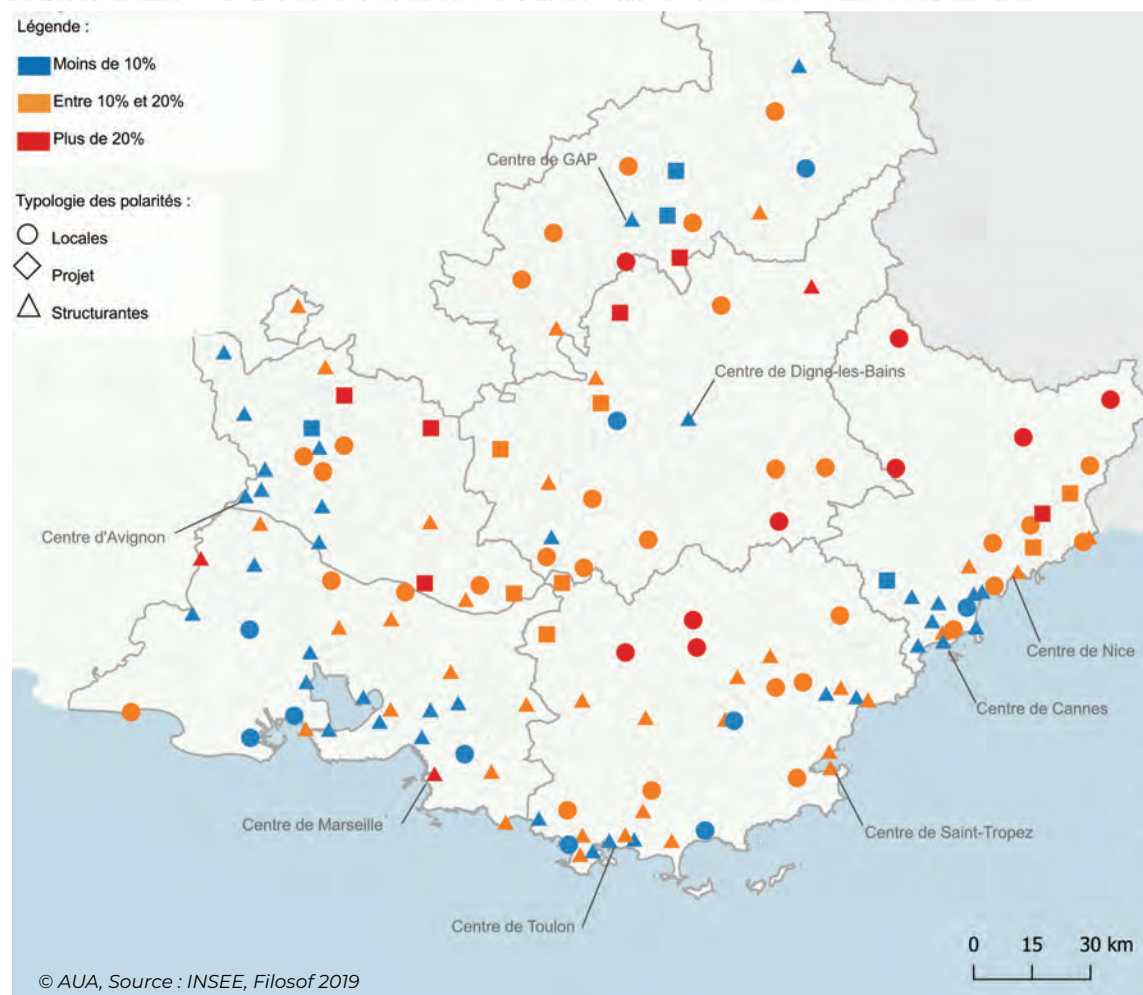 Légende :
Moins de 10%
Entre 10% et 20%
Plus de 20%
Typologie des polarités :
Locales
Projet
Structurantes
Centre de GAP
Centre de Digne-les-Bains
Centre d'Avignon
Centre de Nice
Centre de Cannes
Centre de Marseille
Centre de Saint-Tropez
Centre de Toulon
0 15 30 km
© AUA, Source : INSEE, Filosof 2019